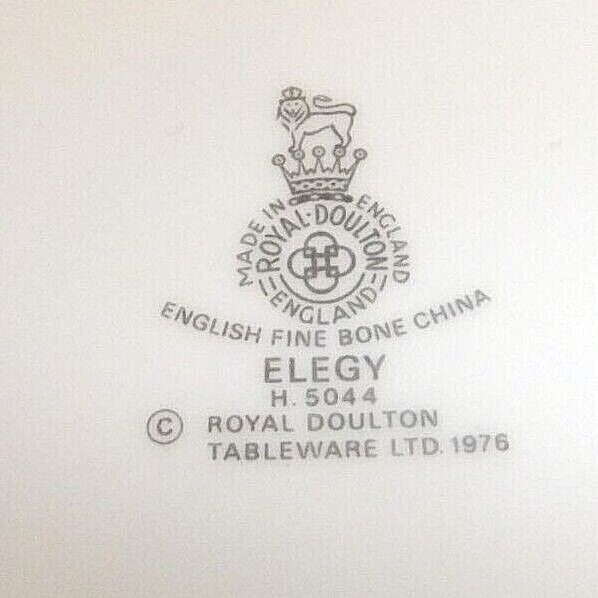 MADE IN ENGLAND
ROYAL·DOULTON
ENGLAND
ENGLISH FINE BONE CHINA
ELEGY
H. 5044
© ROYAL DOULTON
TABLEWARE LTD. 1976